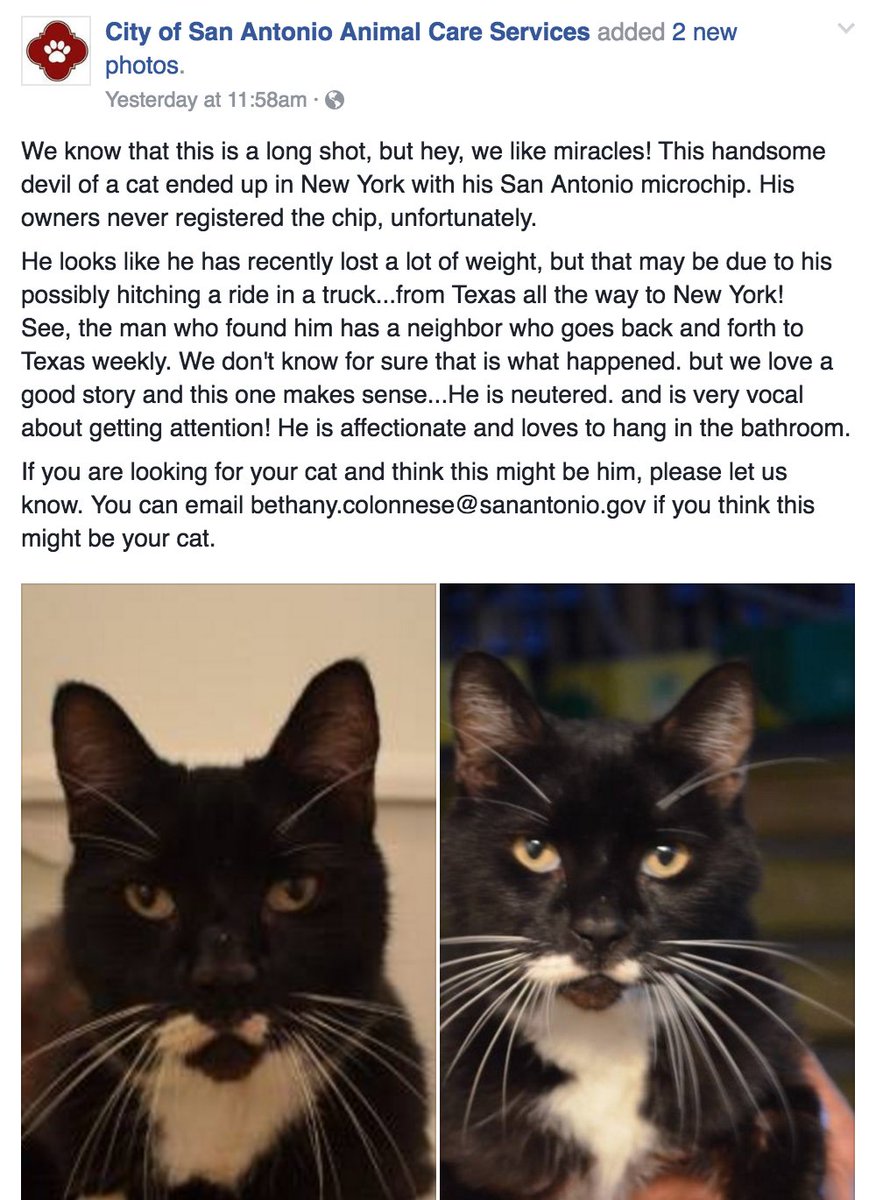 City of San Antonio Animal Care Services added 2 new
photos.
Yesterday at 11:58am ·
We know that this is a long shot, but hey, we like miracles! This handsome
devil of a cat ended up in New York with his San Antonio microchip. His
owners never registered the chip, unfortunately.
He looks like he has recently lost a lot of weight, but that may be due to his
possibly hitching a ride in a truck...from Texas all the way to New York!
See, the man who found him has a neighbor who goes back and forth to
Texas weekly. We don't know for sure that is what happened. but we love a
good story and this one makes sense...He is neutered. and is very vocal
about getting attention! He is affectionate and loves to hang in the bathroom.
If you are looking for your cat and think this might be him, please let us
know. You can email bethany.colonnese@sanantonio.gov if you think this
might be your cat.